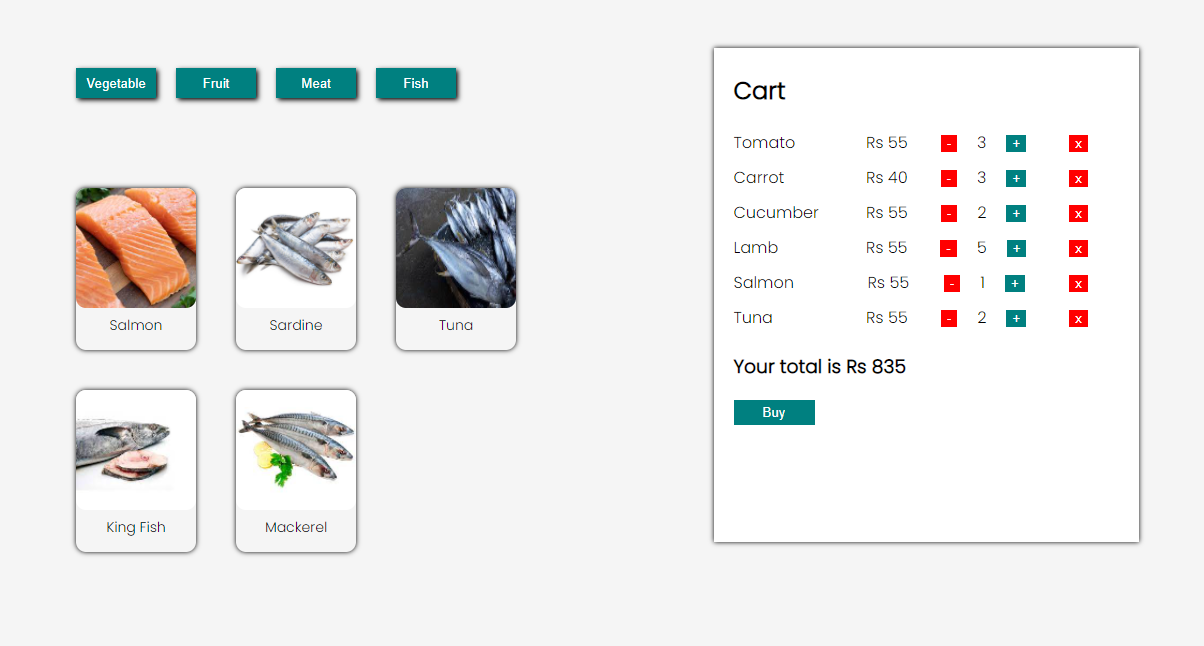 Vegetable Fruit Meat Fish
Salmon Sardine Tuna
King Fish Mackerel
Cart
Tomato Rs 55 - 3 + x
Carrot Rs 40 - 3 + x
Cucumber Rs 55 - 2 + x
Lamb Rs 55 - 5 + x
Salmon Rs 55 - 1 + x
Tuna Rs 55 - 2 + x
Your total is Rs 835
Buy